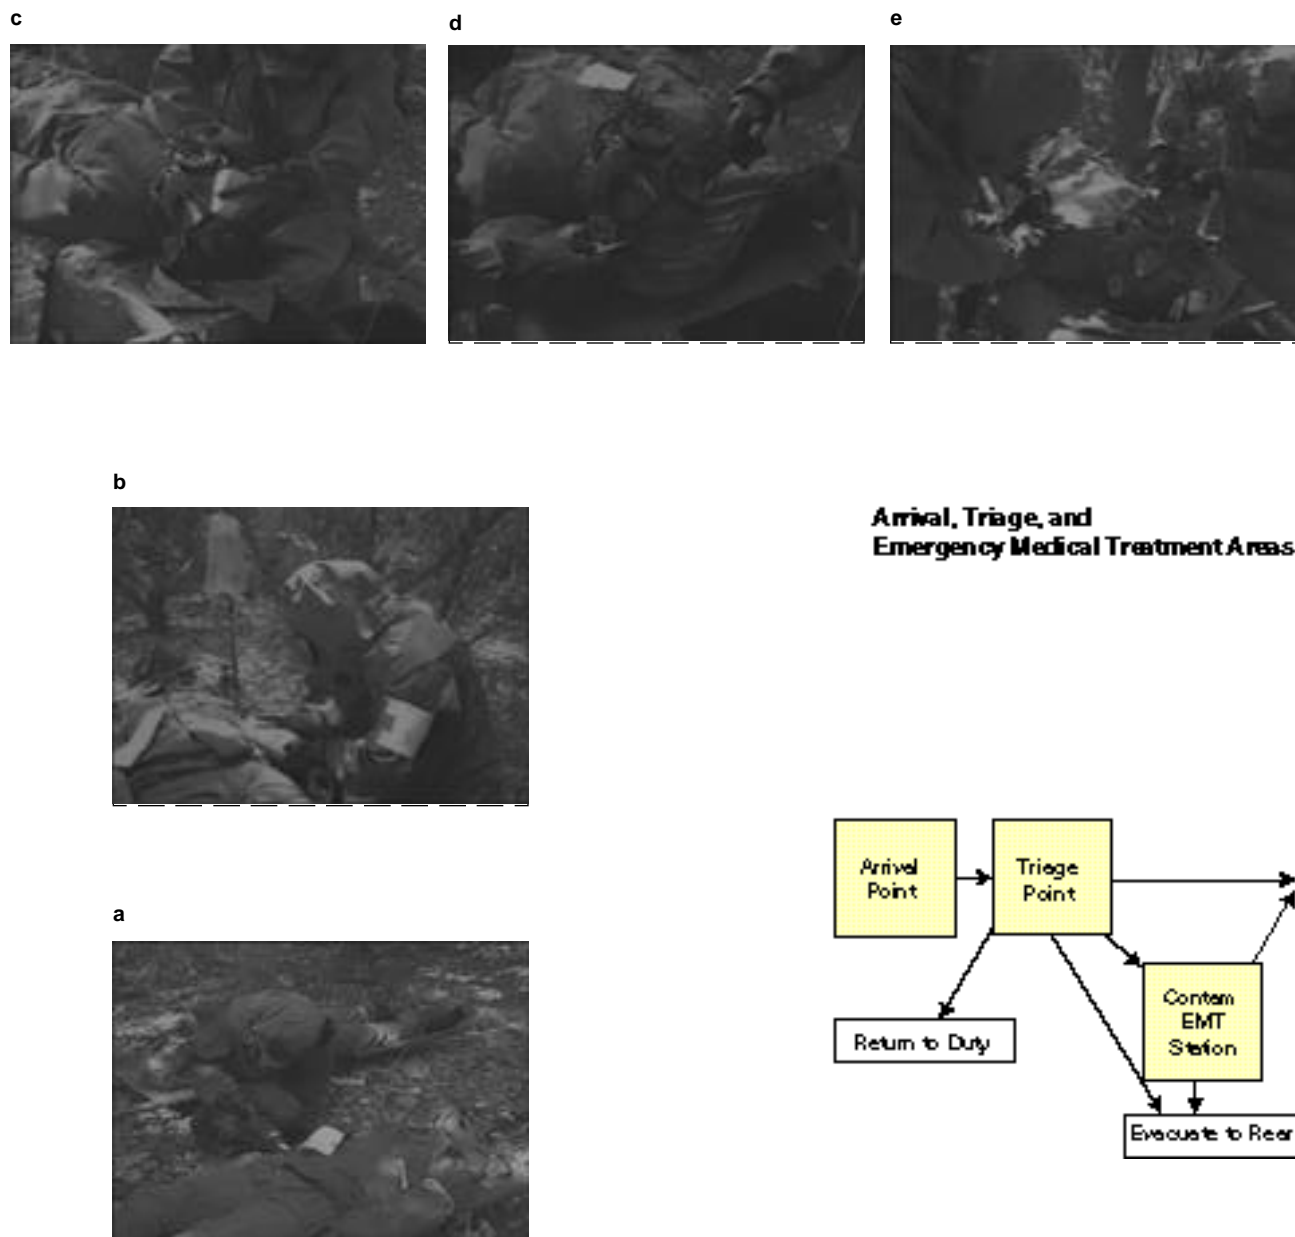 c
d
e
b
Arrival, Triage, and
Emergency Medical Treatment Areas
a
Arrival
Point
Triage
Point
Contam
EMT
Station
Return to Duty
Evacuate to Rear